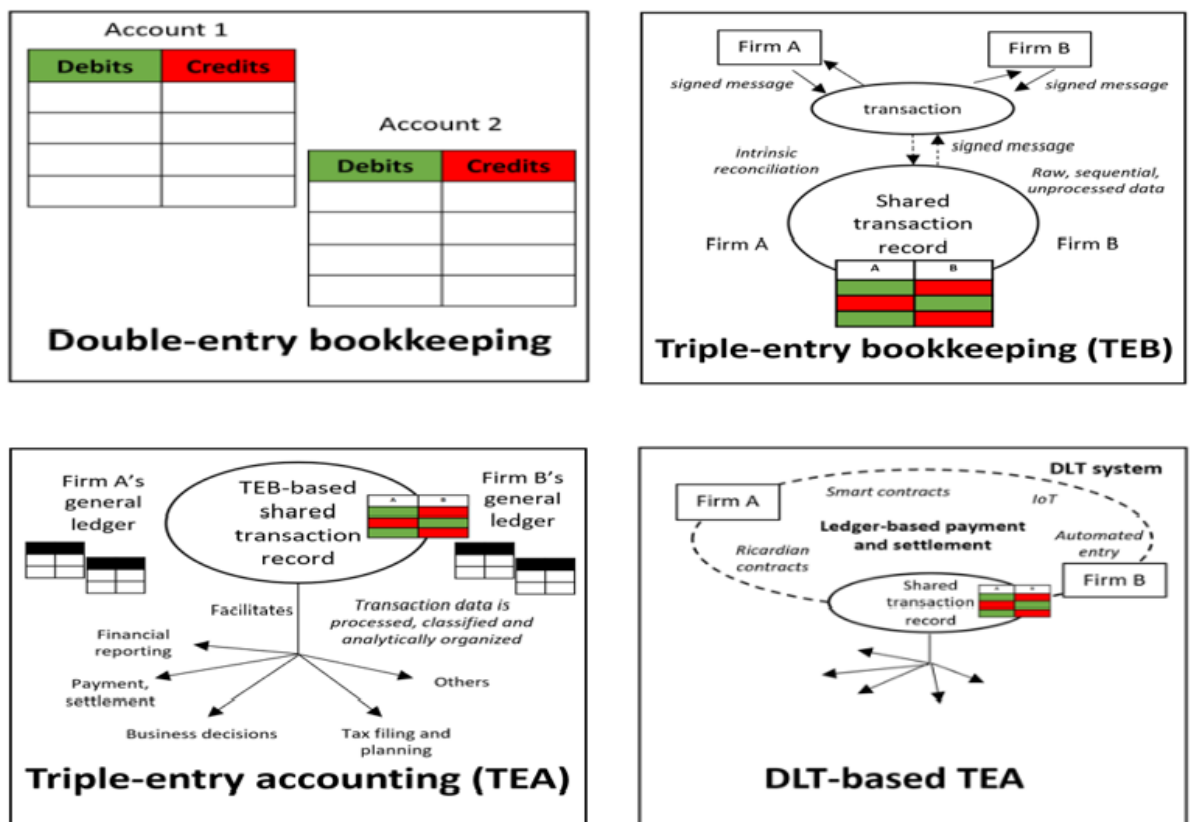 Account 1
Debits Credits
Account 2
Debits Credits
Double-entry bookkeeping
Firm A
Firm B
signed message
signed message
transaction
signed message
Intrinsic
reconciliation
Raw, sequential,
unprocessed data
Shared
transaction
record
Firm A
Firm B
A B
Triple-entry bookkeeping (TEB)
Firm A's
general
ledger
TEB-based
shared
transaction
record
A B
Firm B's
general
ledger
Facilitates
Transaction data is
processed, classified and
analytically organized
Financial
reporting
Payment,
settlement
Business decisions
Tax filing and
planning
Others
Triple-entry accounting (TEA)
DLT system
Firm A
Smart contracts
IoT
Ledger-based payment
and settlement
Ricardian
contracts
Automated
entry
Firm B
Shared
transaction
record
A B
DLT-based TEA